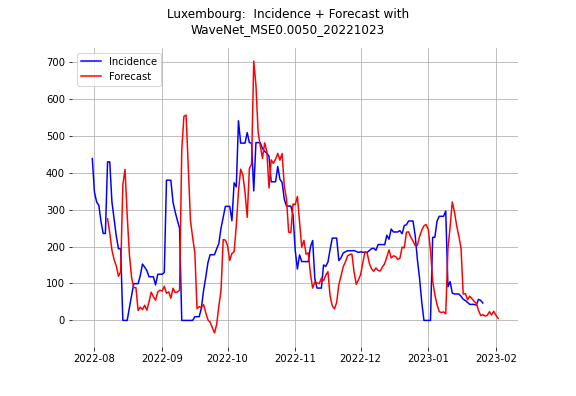 Luxembourg:  Incidence + Forecast with
WaveNet_MSE0.0050_20221023
Incidence
Forecast
700
600
500
400
300
200
100
0
2022-08 2022-09 2022-10 2022-11 2022-12 2023-01 2023-02